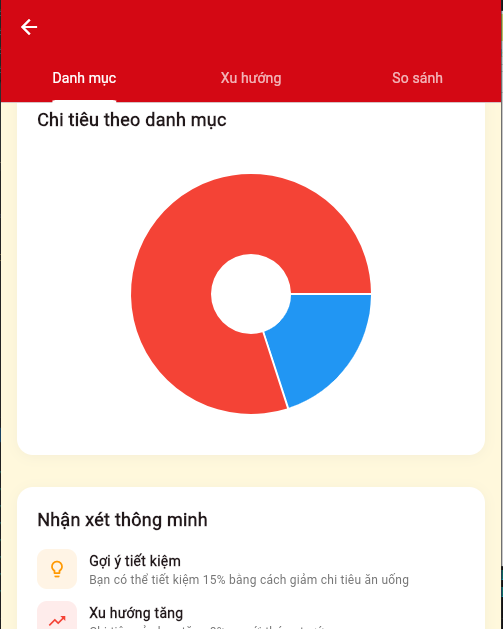 Danh mục
Xu hướng
So sánh
Chi tiêu theo danh mục
Nhận xét thông minh
Gợi ý tiết kiệm
Bạn có thể tiết kiệm 15% bằng cách giảm chi tiêu ăn uống
Xu hướng tăng